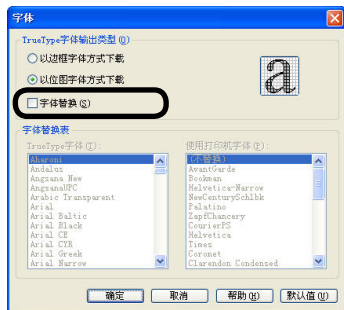 字体
TrueType字体输出类型(O)
以边框字体方式下载
以位图字体方式下载
a
字体替换(S)
字体替换表
TrueType字体(T):
使用打印机字体(P):
Aharoni
Andalus
Angsana New
AngsanaUPC
Arabic Transparent
Arial
Arial Baltic
Arial Black
Arial CE
Arial CYR
Arial Greek
Arial Narrow
(不替换)
AvantGarde
Bookman
Helvetica-Narrow
NewCenturySchlbk
Palatino
ZapfChancery
CourierPS
Helvetica
Times
Coronet
Clarendon Condensed
确定
取消
帮助(H)
默认值(U)